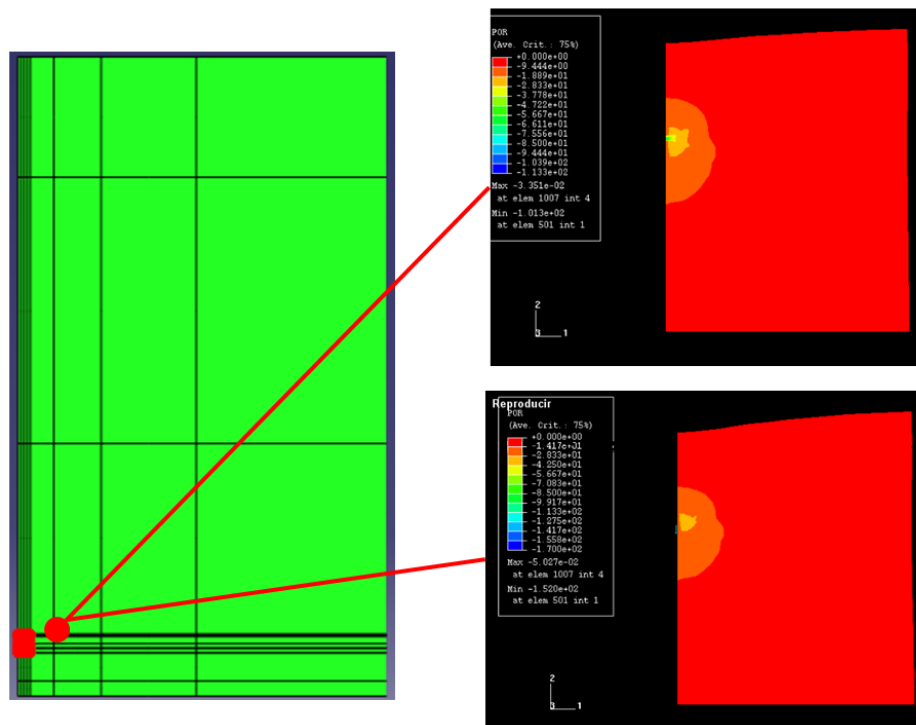 POR
(Ave. Crit.: 75%)
+0.000e+00
-9.444e+00
-1.889e+01
-2.833e+01
-3.778e+01
-4.722e+01
-5.667e+01
-6.611e+01
-7.556e+01
-8.500e+01
-9.444e+01
-1.039e+02
-1.133e+02
Max -3.351e-02
at elem 1007 int 4
Min -1.013e+02
at elem 501 int 1
2
3 1
Reproducir
POR
(Ave. Crit.: 75%)
+0.000e+00
-1.417e+01
-2.833e+01
-4.250e+01
-5.667e+01
-7.083e+01
-8.500e+01
-9.917e+01
-1.133e+02
-1.275e+02
-1.417e+02
-1.558e+02
-1.700e+02
Max -5.027e-02
at elem 1007 int 4
Min -1.520e+02
at elem 501 int 1
2
3 1